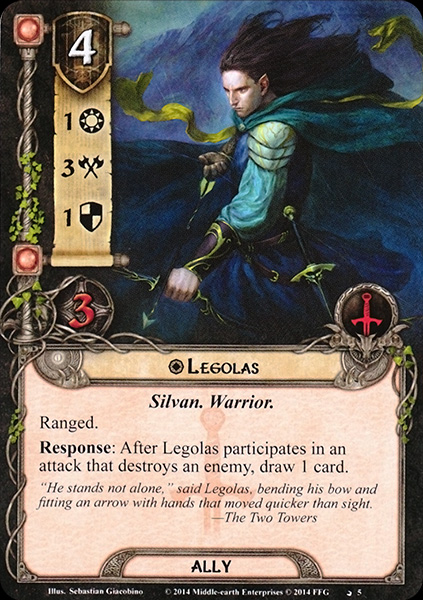 4
1
3
1
3
Legolas
Silvan. Warrior.
Ranged.
Response: After Legolas participates in an
attack that destroys an enemy, draw 1 card.
“He stands not alone,” said Legolas, bending his bow and
fitting an arrow with hands that moved quicker than sight.
—The Two Towers
ALLY
Illus. Sebastian Giacobino © 2014 Middle-earth Enterprises © 2014 FFG 5